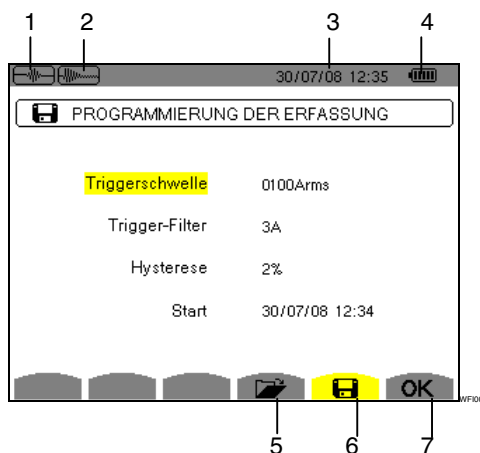 1 2 3 4
30/07/08 12:35
PROGRAMMIERUNG DER ERFASSUNG
Triggerschwelle 0100Arms
Trigger-Filter 3A
Hysterese 2%
Start 30/07/08 12:34
OK
5 6 7